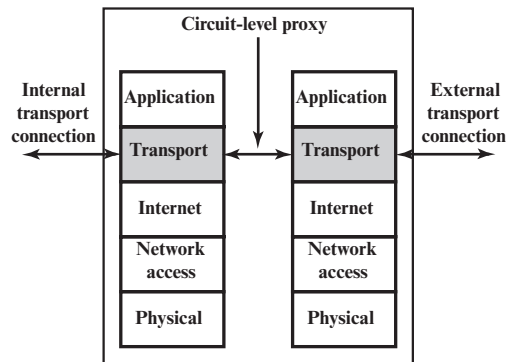 Circuit-level proxy
Internal
transport
connection
External
transport
connection
Application
Transport
Internet
Network
access
Physical
Application
Transport
Internet
Network
access
Physical